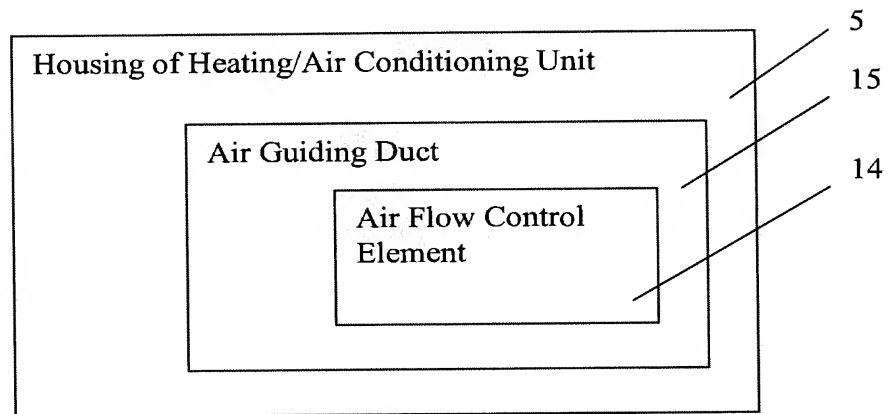 5
Housing of Heating/Air Conditioning Unit
15
Air Guiding Duct
14
Air Flow Control
Element